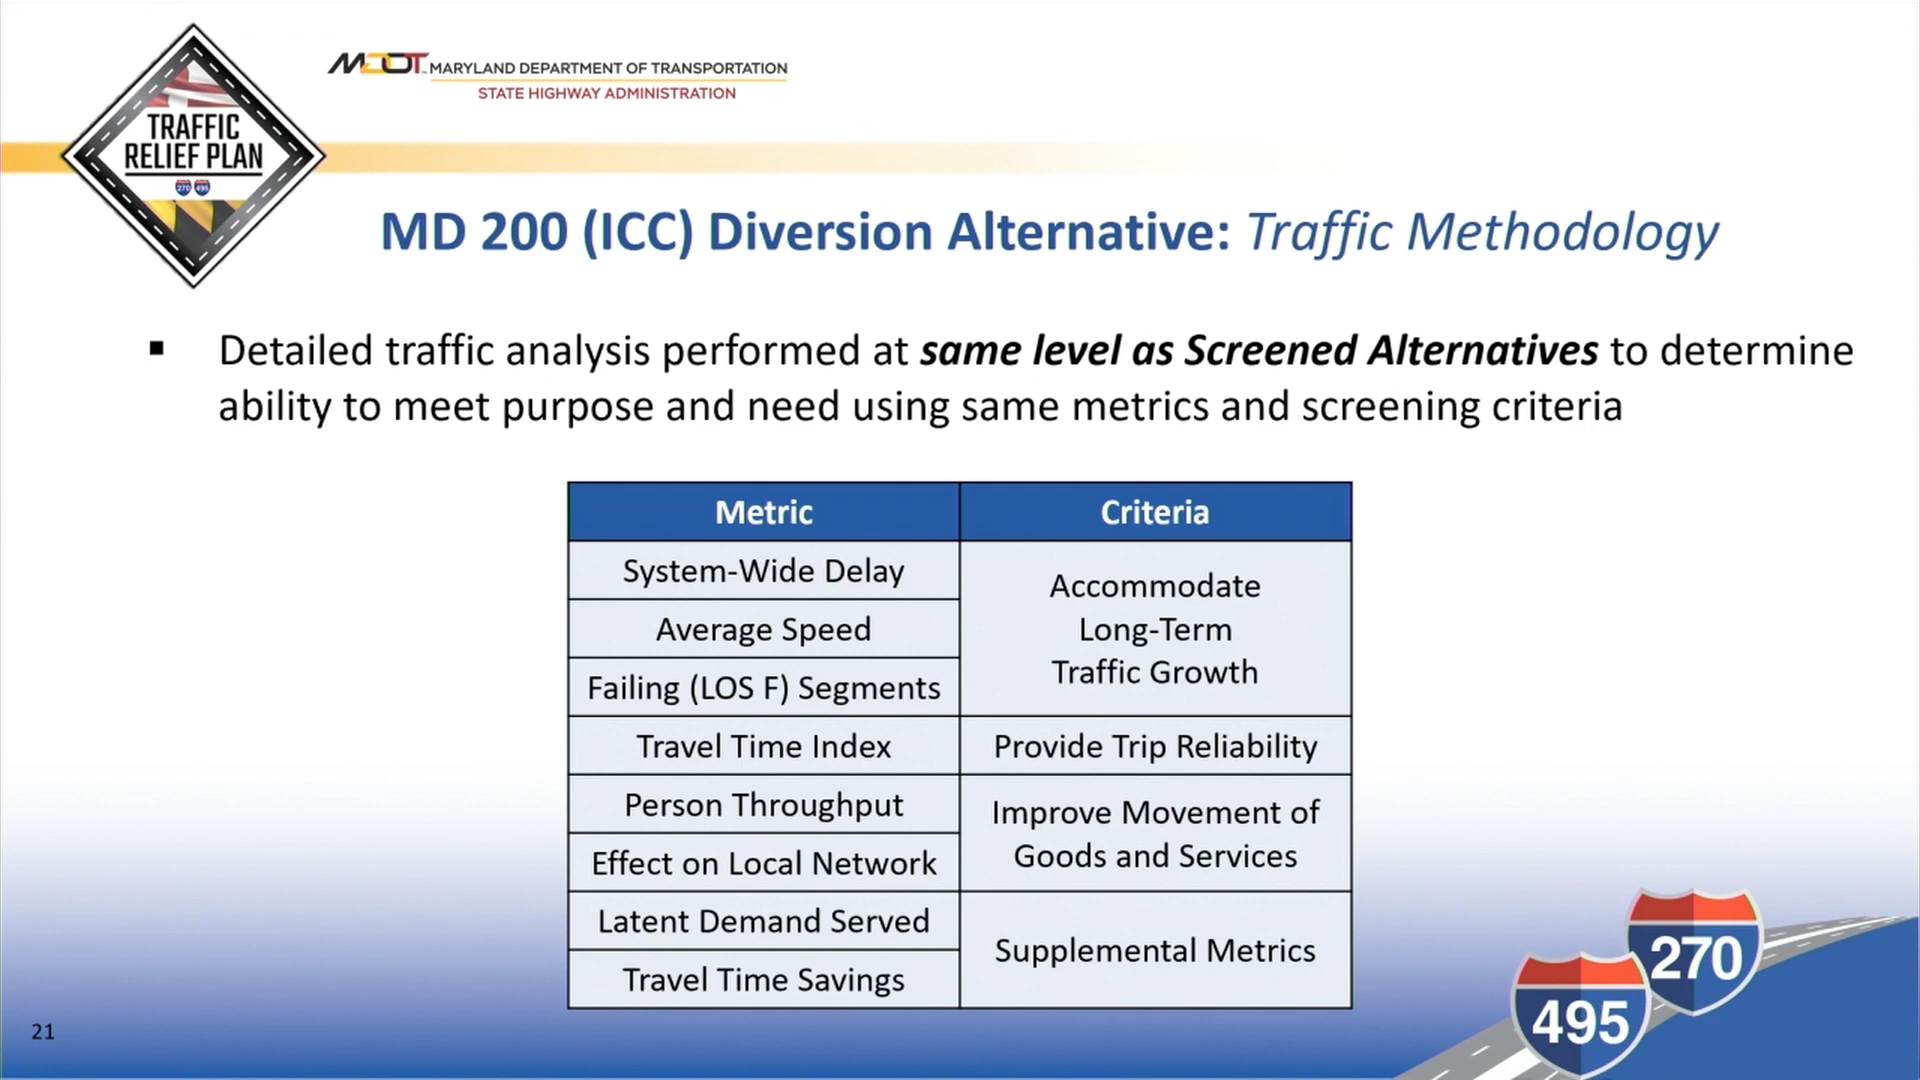 MDOT MARYLAND DEPARTMENT OF TRANSPORTATION
STATE HIGHWAY ADMINISTRATION
TRAFFIC
RELIEF PLAN
270 495
MD 200 (ICC) Diversion Alternative: Traffic Methodology
▪ Detailed traffic analysis performed at same level as Screened Alternatives to determine
ability to meet purpose and need using same metrics and screening criteria
Metric Criteria
System-Wide Delay
Average Speed
Failing (LOS F) Segments
Accommodate
Long-Term
Traffic Growth
Travel Time Index
Provide Trip Reliability
Person Throughput
Effect on Local Network
Improve Movement of
Goods and Services
Latent Demand Served
Travel Time Savings
Supplemental Metrics
270
495
21